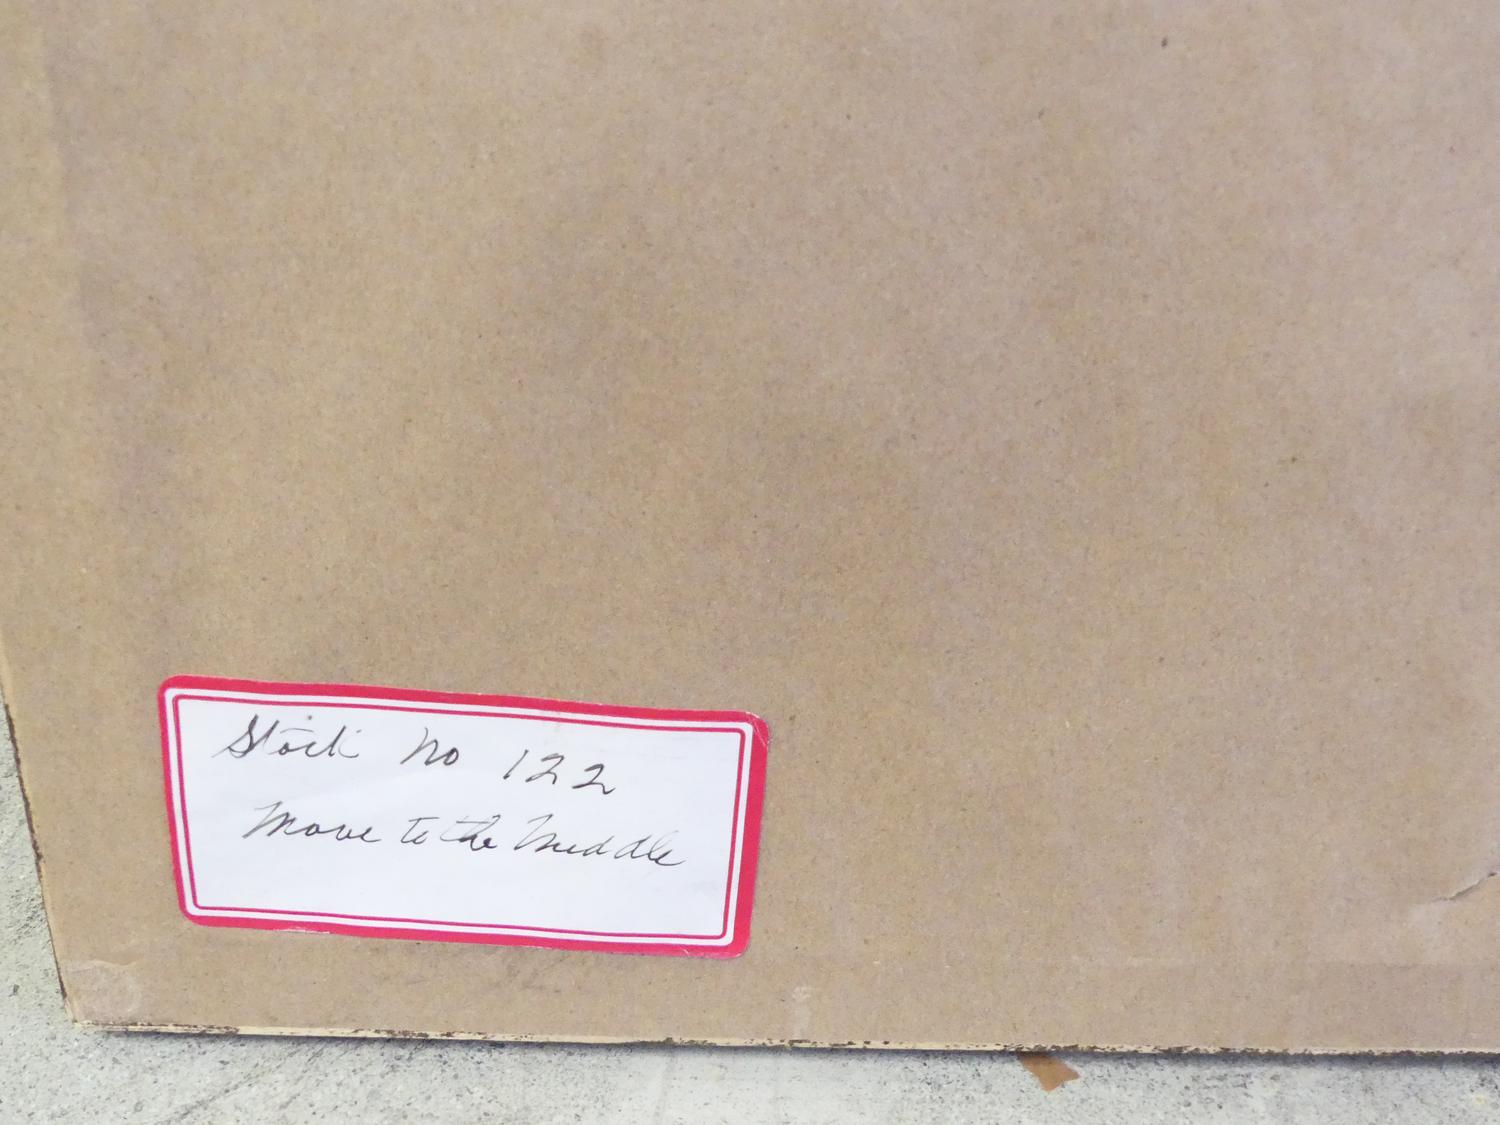 Stock No 122
Move to the Middle